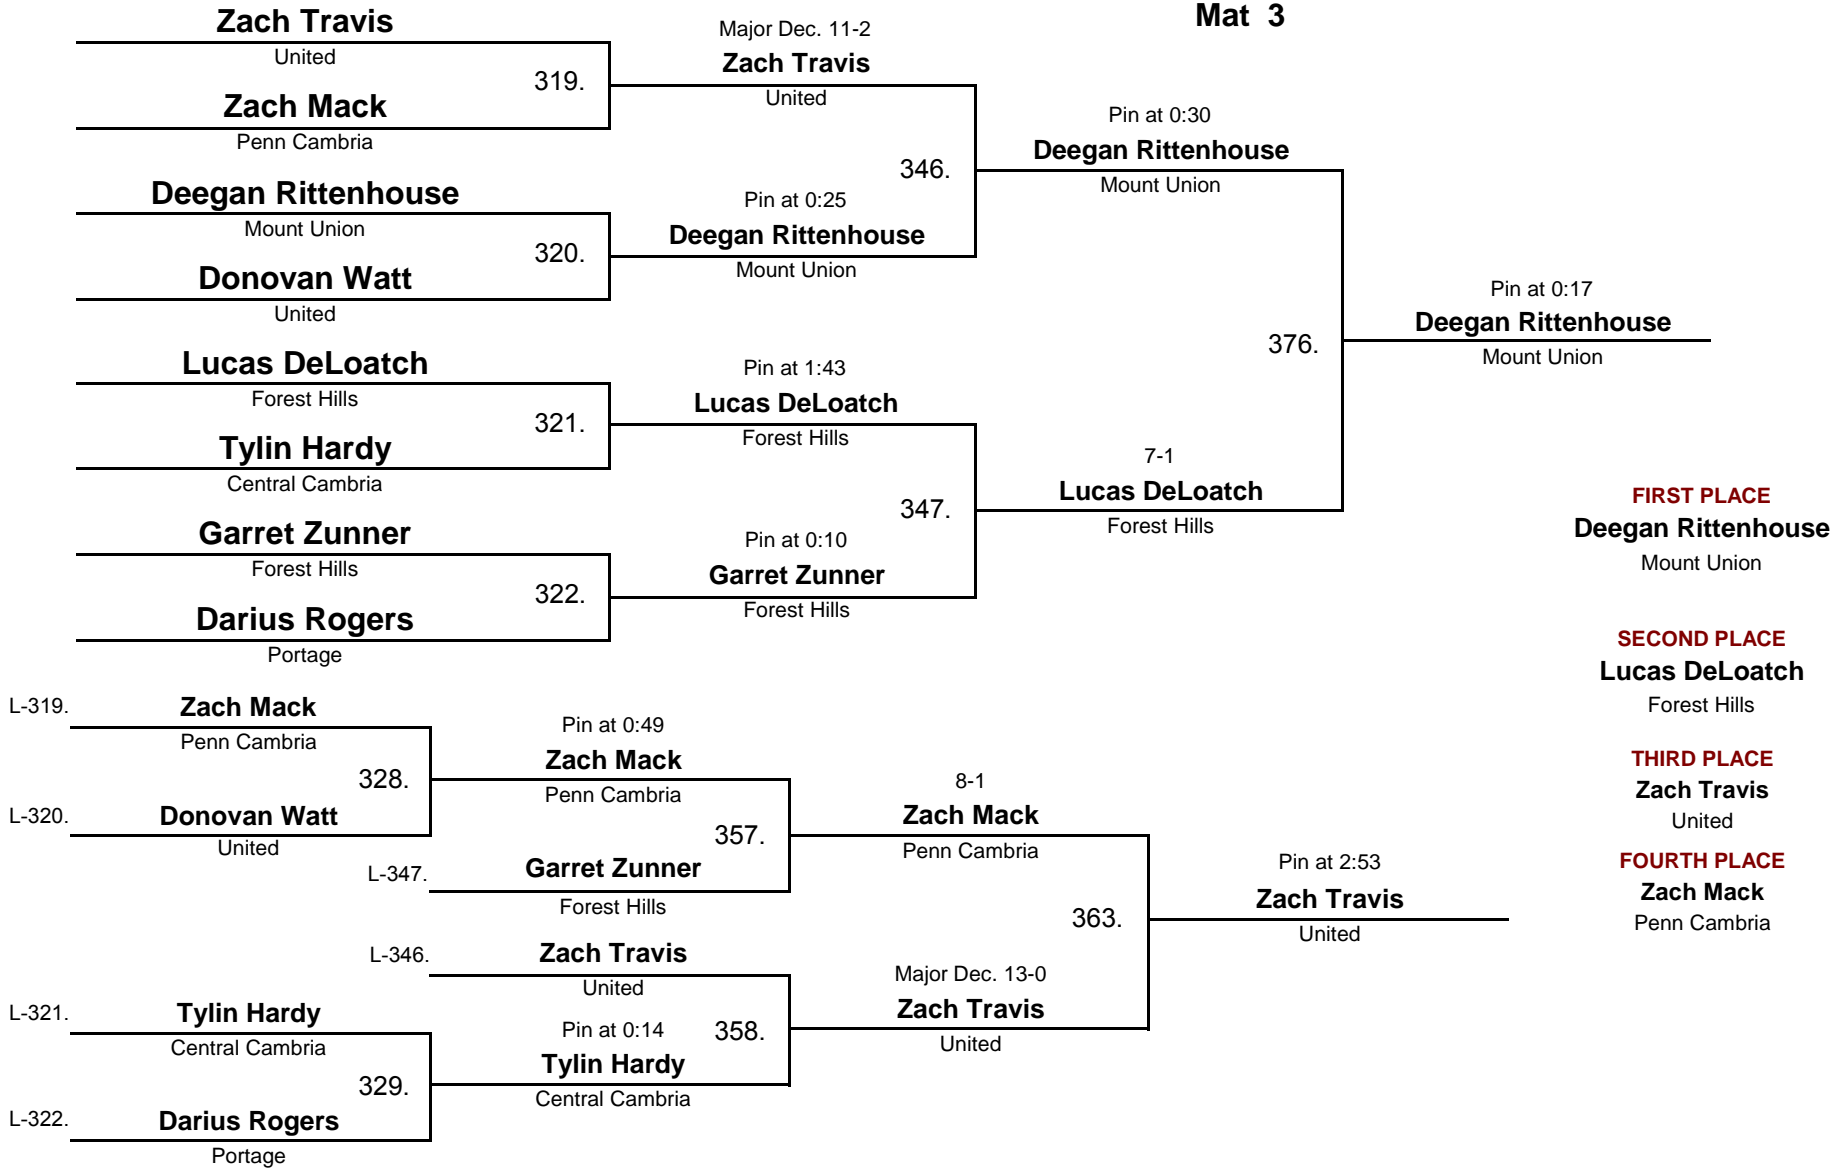 Mat 3
Zach Travis
United
319.
Zach Mack
Penn Cambria
Deegan Rittenhouse
Mount Union
320.
Donovan Watt
United
Lucas DeLoatch
Forest Hills
321.
Tylin Hardy
Central Cambria
Garret Zunner
Forest Hills
322.
Darius Rogers
Portage
Major Dec. 11-2
Zach Travis
United
346.
Pin at 0:25
Deegan Rittenhouse
Mount Union
Pin at 1:43
Lucas DeLoatch
Forest Hills
347.
Pin at 0:10
Garret Zunner
Forest Hills
Pin at 0:30
Deegan Rittenhouse
Mount Union
376.
7-1
Lucas DeLoatch
Forest Hills
Pin at 0:17
Deegan Rittenhouse
Mount Union
L-319.
Zach Mack
Penn Cambria
328.
L-320.
Donovan Watt
United
Pin at 0:49
Zach Mack
Penn Cambria
357.
L-347.
Garret Zunner
Forest Hills
L-346.
Zach Travis
United
358.
L-321.
Tylin Hardy
Central Cambria
329.
L-322.
Darius Rogers
Portage
Pin at 0:14
Tylin Hardy
Central Cambria
8-1
Zach Mack
Penn Cambria
363.
Major Dec. 13-0
Zach Travis
United
Pin at 2:53
Zach Travis
United
FIRST PLACE
Deegan Rittenhouse
Mount Union
SECOND PLACE
Lucas DeLoatch
Forest Hills
THIRD PLACE
Zach Travis
United
FOURTH PLACE
Zach Mack
Penn Cambria